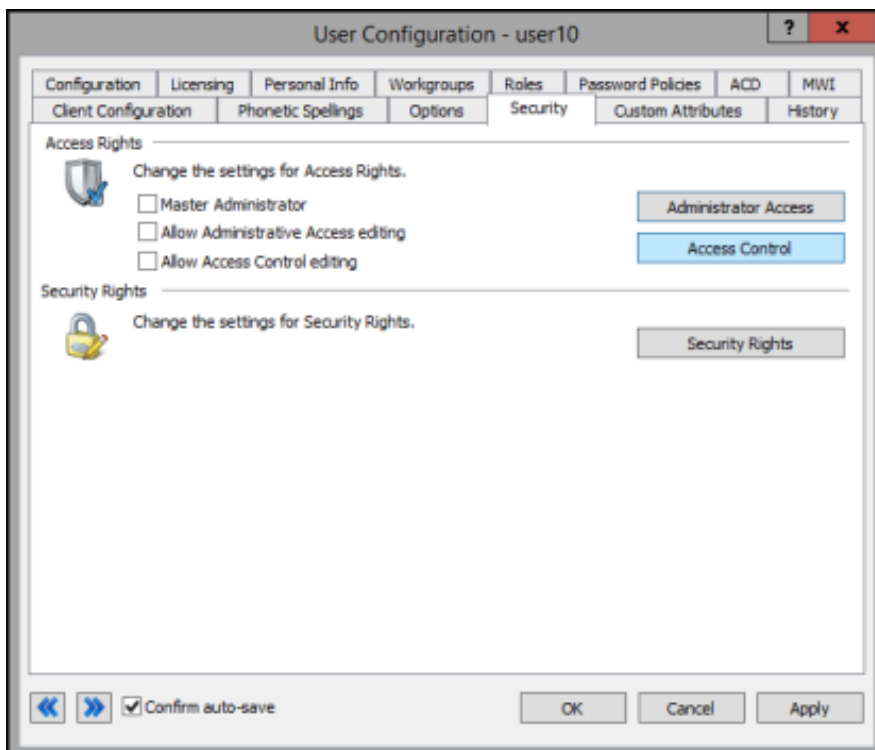 User Configuration - user10
? x
Configuration Licensing Personal Info Workgroups Roles Password Policies ACD MWI
Client Configuration Phonetic Spellings Options Security Custom Attributes History
Access Rights
Change the settings for Access Rights.
Master Administrator
Administrator Access
Allow Administrative Access editing
Access Control
Allow Access Control editing
Security Rights
Change the settings for Security Rights.
Security Rights
Confirm auto-save
OK Cancel Apply